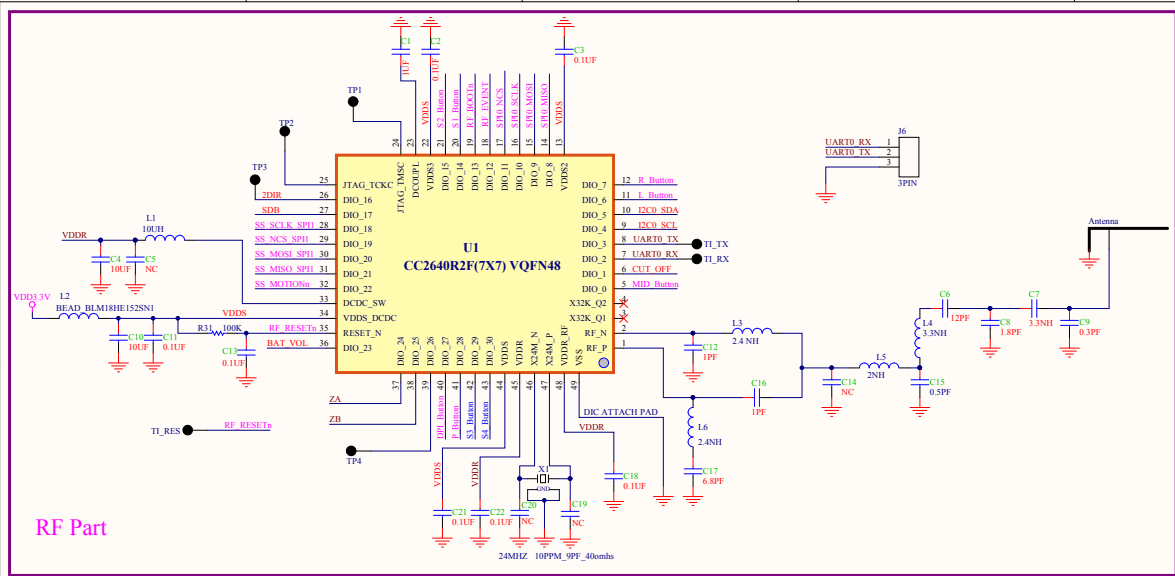 C1
1UF
C2
0.1UF
C3
0.1UF
TP1
TP2
TP3
VDDS
S2_Button
S1_Button
RF_BOOTn
RF_EVENT
SPI0_NCS
SPI0_SCLK
SPI0_MOSI
SPI0_MISO
VDDS
24
23
22
21
20
19
18
17
16
15
14
13
JTAG_TMSC
DCOUPL
VDDS3
DIO_15
DIO_14
DIO_13
DIO_12
DIO_11
DIO_10
DIO_9
DIO_8
VDDS2
25 JTAG_TCKC
2DIR 26 DIO_16
SDB 27 DIO_17
SS_SCLK_SPI1 28 DIO_18
SS_NCS_SPI1 29 DIO_19
SS_MOSI_SPI1 30 DIO_20
SS_MISO_SPI1 31 DIO_21
SS_MOTIONn 32 DIO_22
33 DCDC_SW
VDDS 34 VDDS_DCDC
RF_RESETn 35 RESET_N
BAT_VOL 36 DIO_23
U1
CC2640R2F(7X7) VQFN48
DIO_7 12 R_Button
DIO_6 11 L_Button
DIO_5 10 I2C0_SDA
DIO_4 9 I2C0_SCL
DIO_3 8 UART0_TX TI_TX
DIO_2 7 UART0_RX TI_RX
DIO_1 6 CUT_OFF
DIO_0 5 MID_Button
X32K_Q2 4
X32K_Q1 3
RF_N 2
RF_P 1
DIO_24
DIO_25
DIO_26
DIO_27
DIO_28
DIO_29
DIO_30
VDDS
VDDR
X24M_N
X24M_P
VDDR_RF
VSS
37
38
39
40
41
42
43
44
45
46
47
48
49
L1
10UH
VDDR
C4
10UF
C5
NC
L2
VDD3.3V
BEAD_BLM18HE152SN1
C10
10UF
C11
0.1UF
R31 100K
C13
0.1UF
ZA
ZB
TI_RES
RF_RESETn
TP4
DPI_Button
P_Button
S3_Button
S4_Button
VDDS
VDDR
C21
0.1UF
C22
0.1UF
C20
NC
X1
GND
C19
NC
24MHZ 10PPM_9PF_40omhs
DIC ATTACH PAD
VDDR
C18
0.1UF
J6
UART0_RX 1
UART0_TX 2
3
3PIN
Antenna
L3
2.4 NH
C12
1PF
C16
1PF
L6
2.4NH
C17
6.8PF
C14
NC
L5
2NH
L4
3.3NH
C15
0.5PF
C6
12PF
C8
1.8PF
C7
3.3NH
C9
0.3PF
RF Part